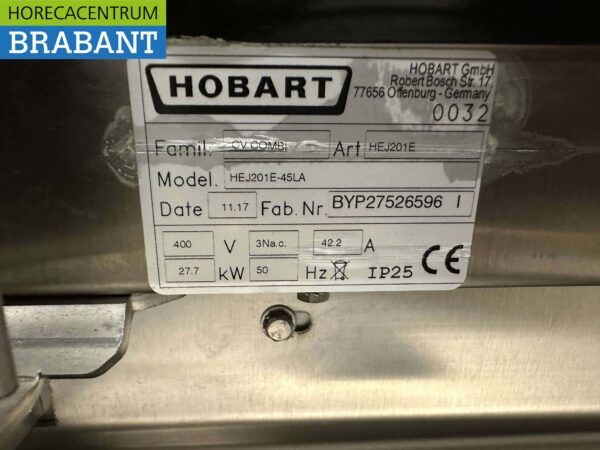 HORECACENTRUM
BRABANT
HOBART
HOBART GmbH
Robert Bosch Str. 17
77656 Offenburg - Germany
0032
Famil. CV COMBI Art HEJ201E
Model. HEJ201E-45LA
Date 11.17 Fab. Nr. BYP27526596 I
400 V 3Na.c. 42.2 A
27.7 kW 50 Hz IP25 CE